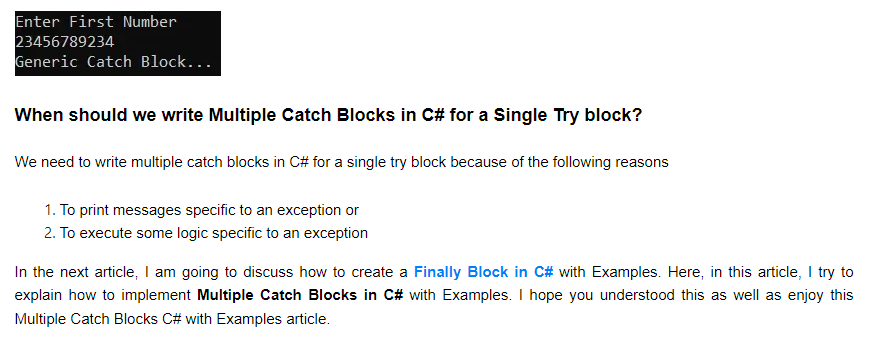 Enter First Number
23456789234
Generic Catch Block...
When should we write Multiple Catch Blocks in C# for a Single Try block?
We need to write multiple catch blocks in C# for a single try block because of the following reasons
1. To print messages specific to an exception or
2. To execute some logic specific to an exception
In the next article, I am going to discuss how to create a Finally Block in C# with Examples. Here, in this article, I try to
explain how to implement Multiple Catch Blocks in C# with Examples. I hope you understood this as well as enjoy this
Multiple Catch Blocks C# with Examples article.